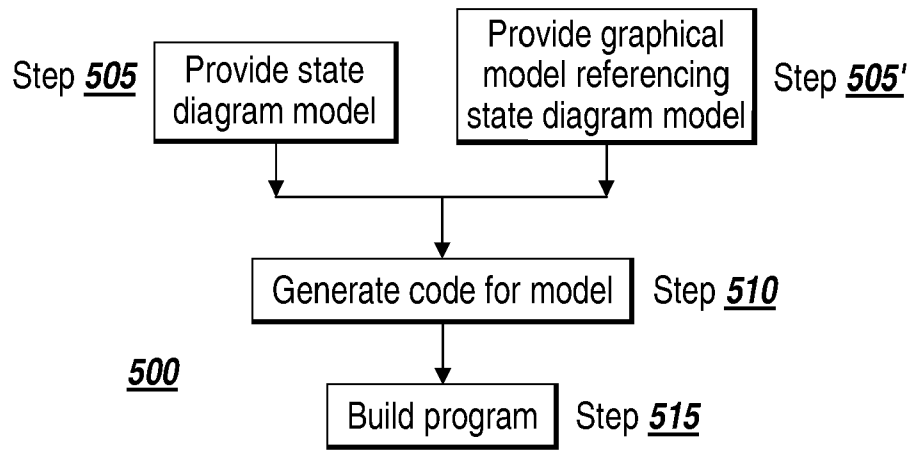 Step 505
Provide state
diagram model
Provide graphical
model referencing
state diagram model
Step 505'
Generate code for model
Step 510
500
Build program
Step 515